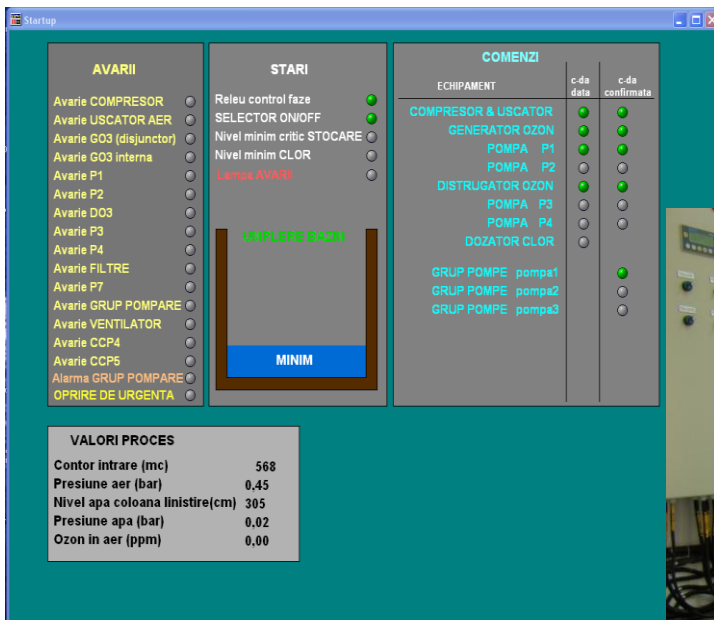 Startup
AVARII
Avarie COMPRESOR
Avarie USCATOR AER
Avarie GO3 (disjunctor)
Avarie GO3 interna
Avarie P1
Avarie P2
Avarie DO3
Avarie P3
Avarie P4
Avarie FILTRE
Avarie P7
Avarie GRUP POMPARE
Avarie VENTILATOR
Avarie CCP4
Avarie CCP5
Alarma GRUP POMPARE
OPRIRE DE URGENTA
STARI
Releu control faze
SELECTOR ON/OFF
Nivel minim critic STOCARE
Nivel minim CLOR
Lampa AVARII
UMPLERE BAZIN
MINIM
COMENZI
ECHIPAMENT c-da data c-da confirmata
COMPRESOR & USCATOR
GENERATOR OZON
POMPA P1
POMPA P2
DISTRUGATOR OZON
POMPA P3
POMPA P4
DOZATOR CLOR
GRUP POMPE pompa1
GRUP POMPE pompa2
GRUP POMPE pompa3
VALORI PROCES
Contor intrare (mc) 568
Presiune aer (bar) 0,45
Nivel apa coloana linistire(cm) 305
Presiune apa (bar) 0,02
Ozon in aer (ppm) 0,00